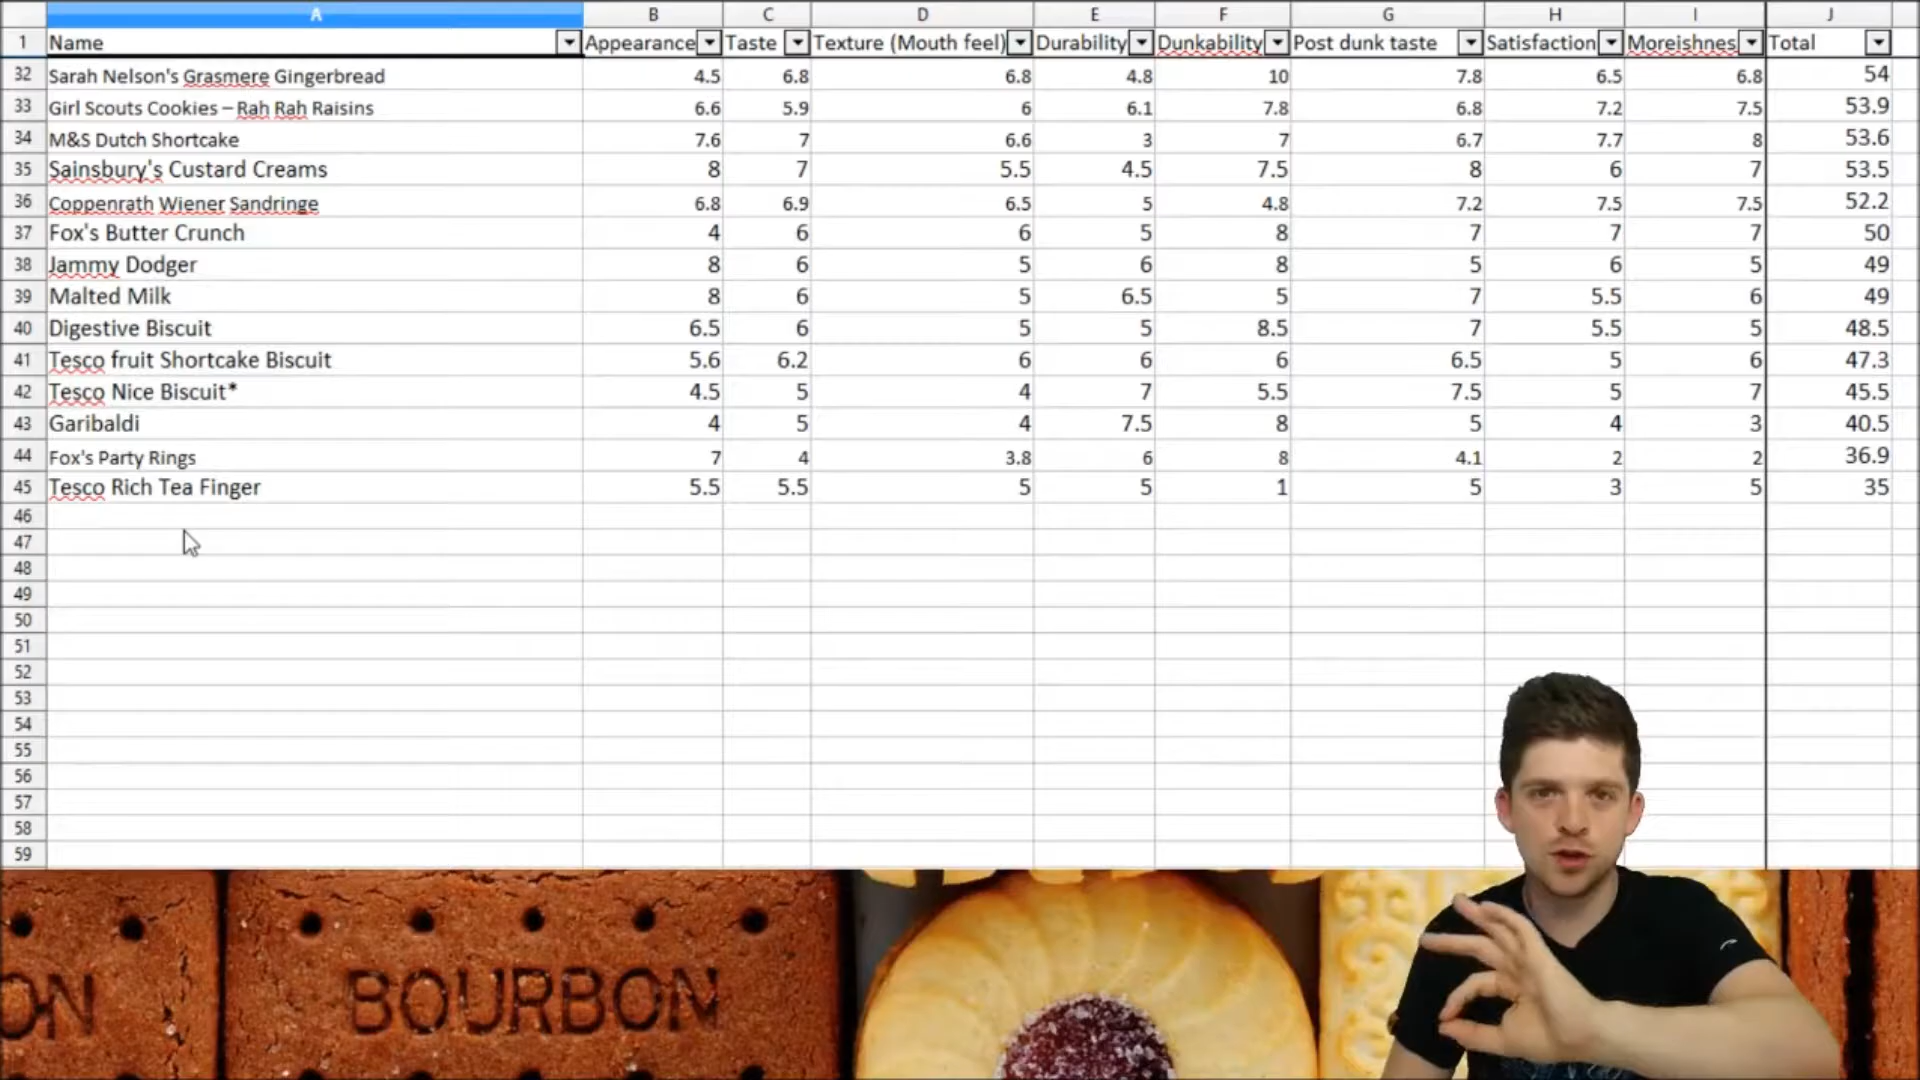 A B C D E F G H I J
1 Name Appearance Taste Texture (Mouth feel) Durability Dunkability Post dunk taste Satisfaction Moreishnes Total
32 Sarah Nelson's Grasmere Gingerbread 4.5 6.8 6.8 4.8 10 7.8 6.5 6.8 54
33 Girl Scouts Cookies – Rah Rah Raisins 6.6 5.9 6 6.1 7.8 6.8 7.2 7.5 53.9
34 M&S Dutch Shortcake 7.6 7 6.6 3 7 6.7 7.7 8 53.6
35 Sainsbury's Custard Creams 8 7 5.5 4.5 7.5 8 6 7 53.5
36 Coppenrath Wiener Sandringe 6.8 6.9 6.5 5 4.8 7.2 7.5 7.5 52.2
37 Fox's Butter Crunch 4 6 6 5 8 7 7 7 50
38 Jammy Dodger 8 6 5 6 8 5 6 5 49
39 Malted Milk 8 6 5 6.5 5 7 5.5 6 49
40 Digestive Biscuit 6.5 6 5 5 8.5 7 5.5 5 48.5
41 Tesco fruit Shortcake Biscuit 5.6 6.2 6 6 6 6.5 5 6 47.3
42 Tesco Nice Biscuit* 4.5 5 4 7 5.5 7.5 5 7 45.5
43 Garibaldi 4 5 4 7.5 8 5 4 3 40.5
44 Fox's Party Rings 7 4 3.8 6 8 4.1 2 2 36.9
45 Tesco Rich Tea Finger 5.5 5.5 5 5 1 5 3 5 35
46
47
48
49
50
51
52
53
54
55
56
57
58
59
ON BOURBON